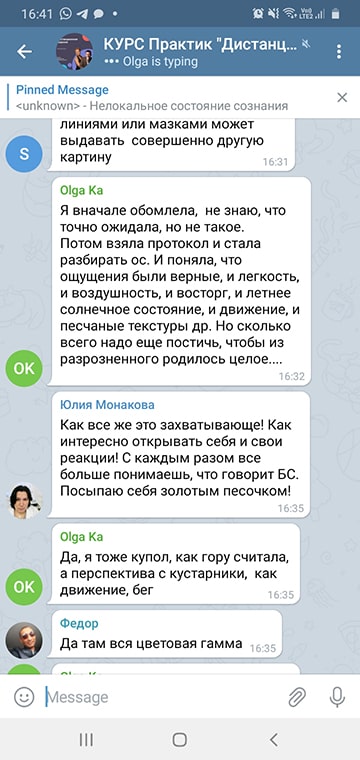 16:41
58%
КУРС Практик "Дистанц...
Olga is typing
Pinned Message
<unknown> - Нелокальное состояние сознания
линиями или мазками может
выдавать совершенно другую
картину
16:31
S
Olga Ka
Я вначале обомлела, не знаю, что
точно ожидала, но не такое.
Потом взяла протокол и стала
разбирать ос. И поняла, что
ощущения были верные, и легкость,
и воздушность, и восторг, и летнее
солнечное состояние, и движение, и
песчаные текстуры др. Но сколько
всего надо еще постичь, чтобы из
разрозненного родилось целое....
16:32
OK
Юлия Монакова
Как все же это захватывающе! Как
интересно открывать себя и свои
реакции! С каждым разом все
больше понимаешь, что говорит БС.
Посыпаю себя золотым песочком!
16:35
Olga Ka
Да, я тоже купол, как гору считала,
а перспектива с кустарники, как
движение, бег
16:35
OK
Федор
Да там вся цветовая гамма
16:35
Olga Ka
Message